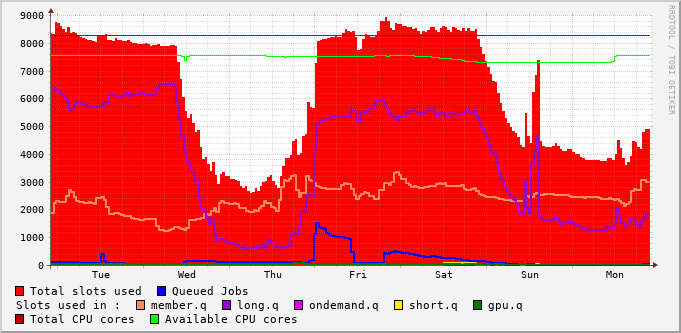 9000
8000
7000
6000
5000
4000
3000
2000
1000
0
Tue Wed Thu Fri Sat Sun Mon
RRDTOOL / TOBI OETIKER
Total slots used Queued Jobs
Slots used in : member.q long.q ondemand.q short.q gpu.q
Total CPU cores Available CPU cores